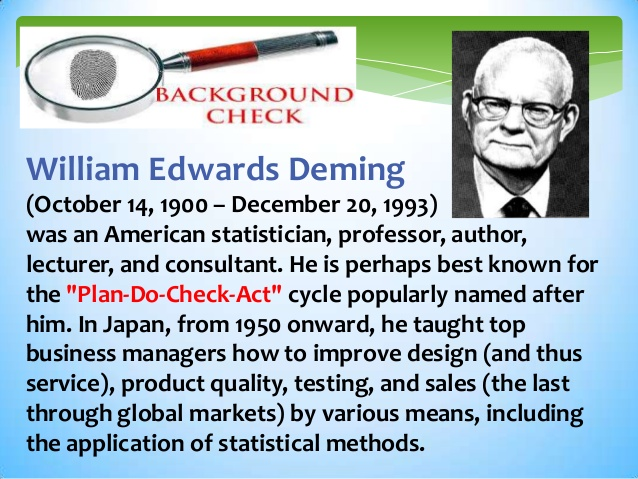 BACKGROUND
CHECK
William Edwards Deming
(October 14, 1900 – December 20, 1993)
was an American statistician, professor, author,
lecturer, and consultant. He is perhaps best known for
the "Plan-Do-Check-Act" cycle popularly named after
him. In Japan, from 1950 onward, he taught top
business managers how to improve design (and thus
service), product quality, testing, and sales (the last
through global markets) by various means, including
the application of statistical methods.